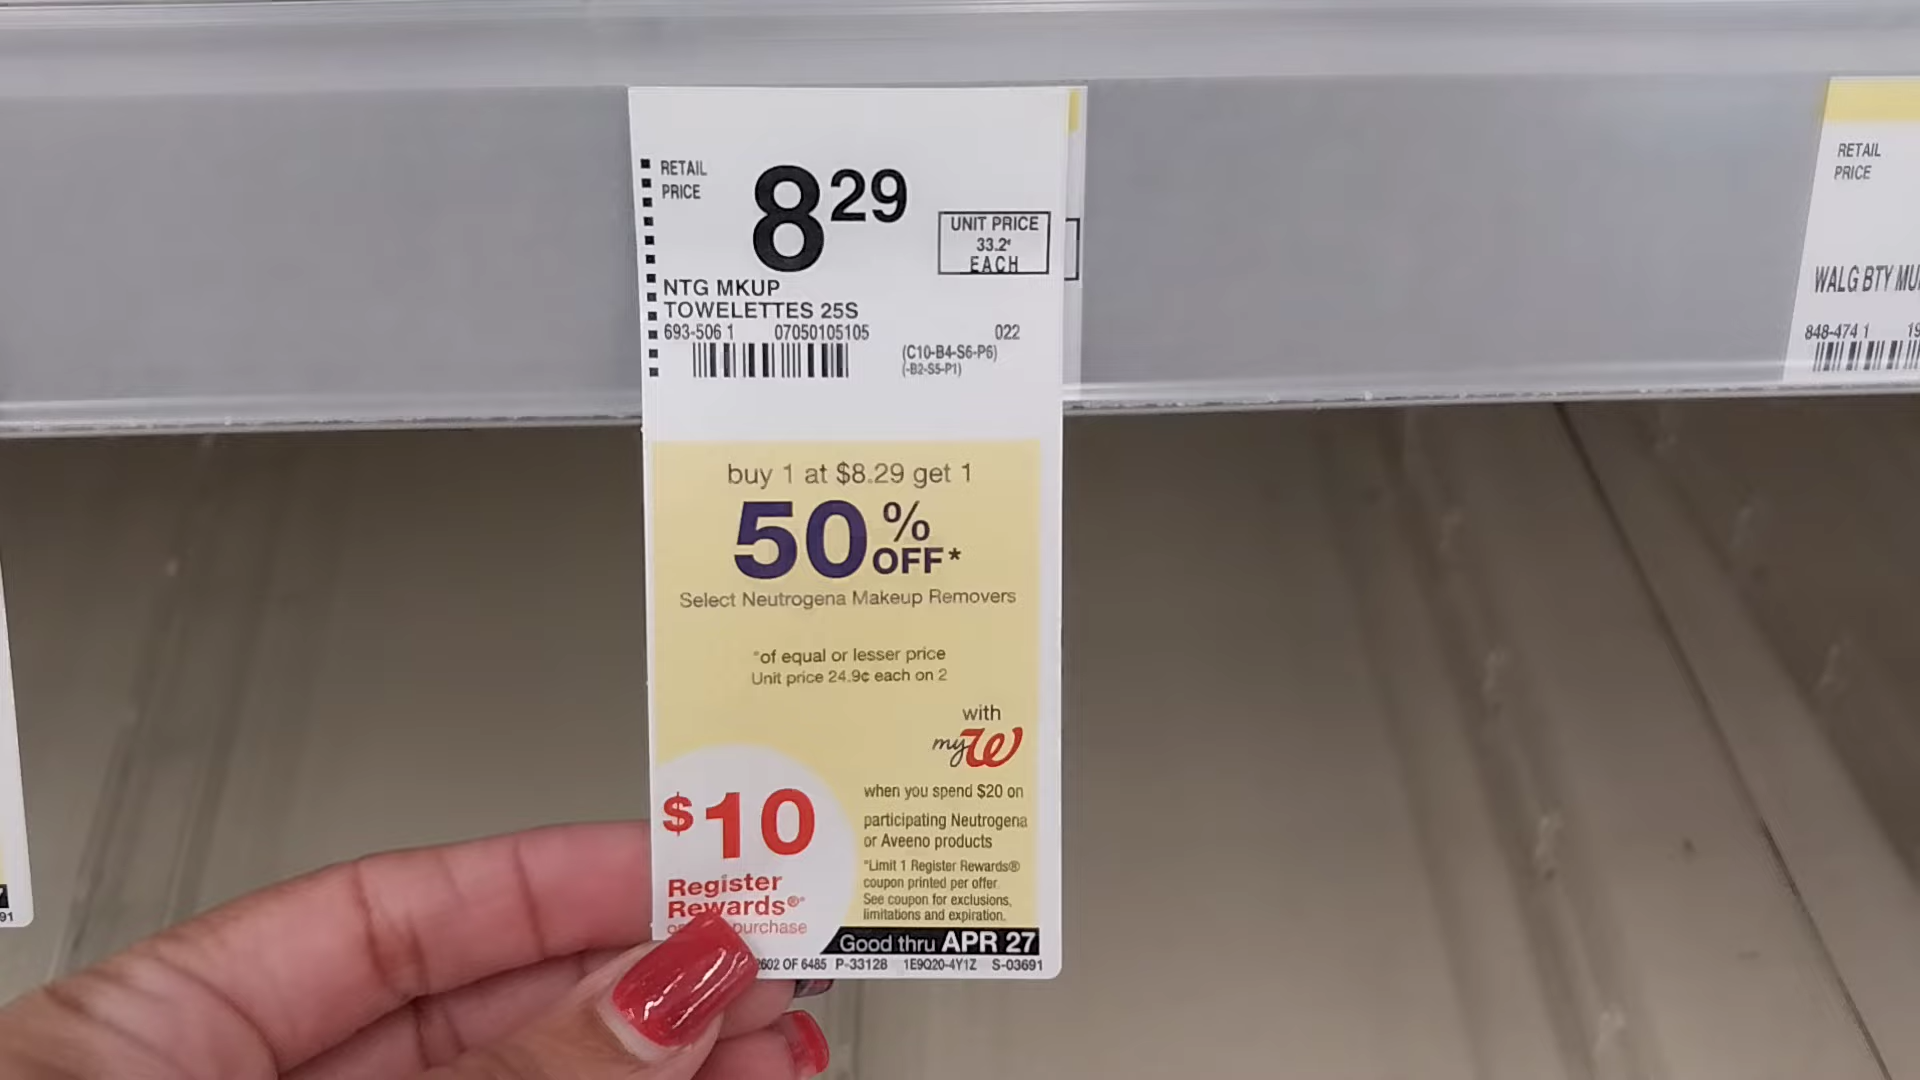 RETAIL
PRICE
8 29
UNIT PRICE
33.2¢
EACH
NTG MKUP
TOWELETTES 25S
693-506 1 07050105105 022
(C10-B4-S6-P6)
(-B2-S5-P1)
buy 1 at $8.29 get 1
50% OFF*
Select Neutrogena Makeup Removers
*of equal or lesser price
Unit price 24.9¢ each on 2
with
myW
$10
Register
Rewards®*
purchase
when you spend $20 on
participating Neutrogena
or Aveeno products
*Limit 1 Register Rewards®
coupon printed per offer.
See coupon for exclusions,
limitations and expiration.
Good thru APR 27
2602 OF 6485 P-33128 1E9Q20-4Y1Z S-03691
RETAIL
PRICE
WALG BTY
848-474 1
91